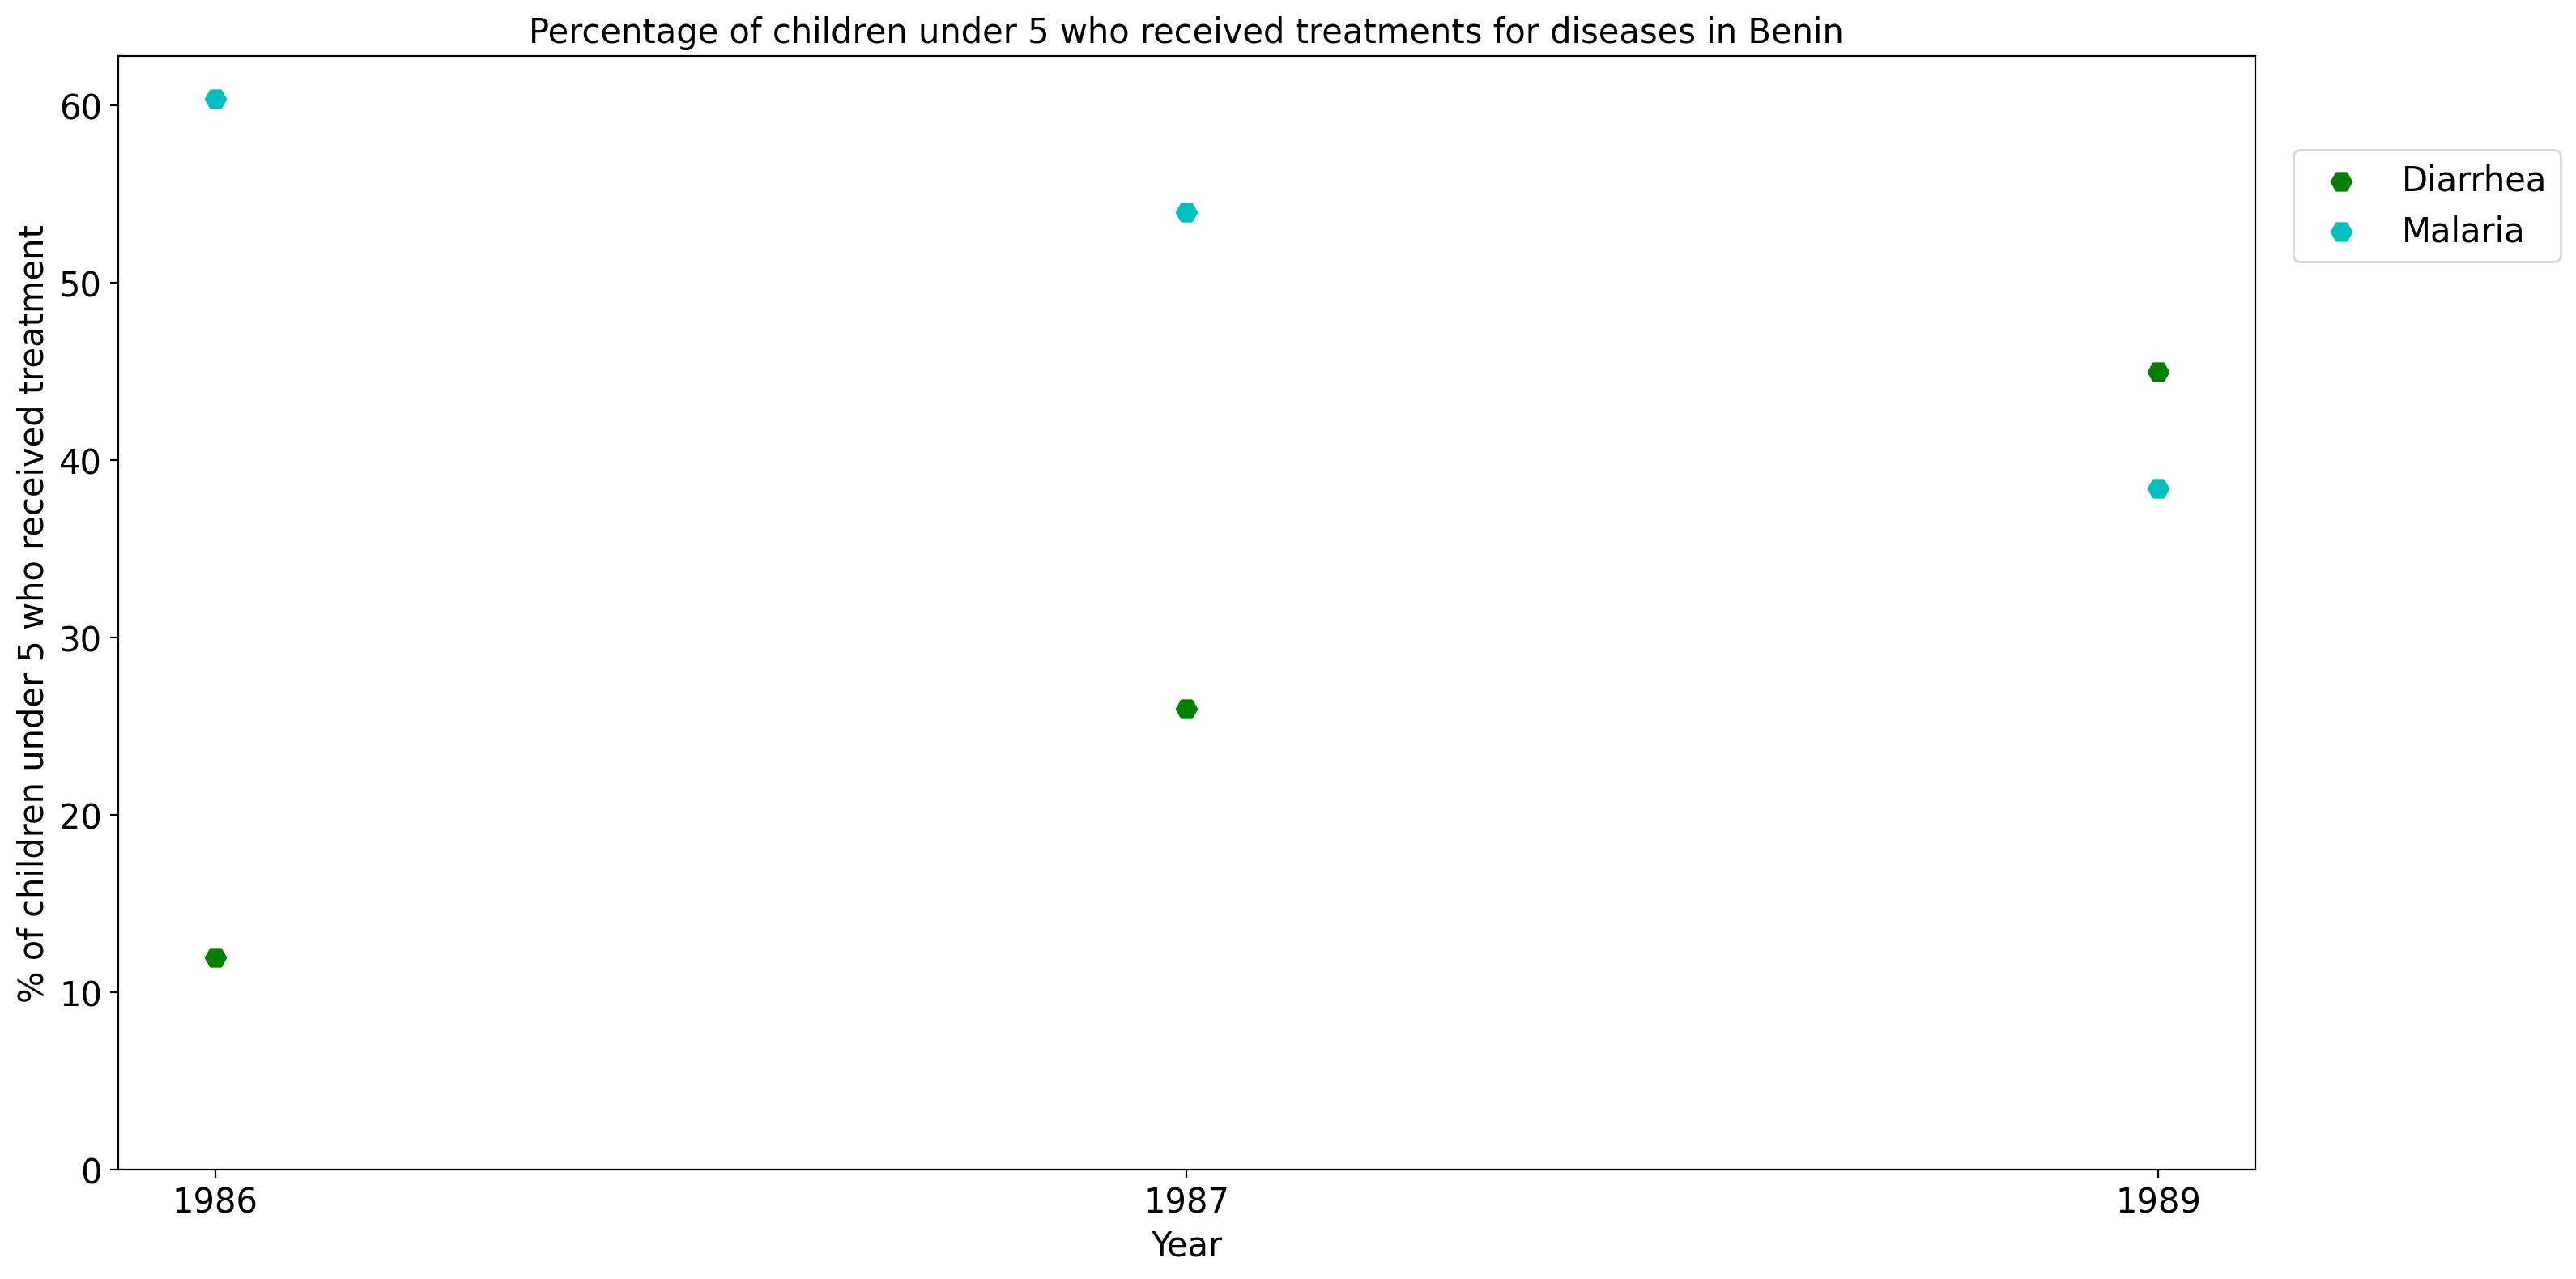 Percentage of children under 5 who received treatments for diseases in Benin
% of children under 5 who received treatment
60
50
40
30
20
10
0
1986
1987
1989
Year
Diarrhea
Malaria